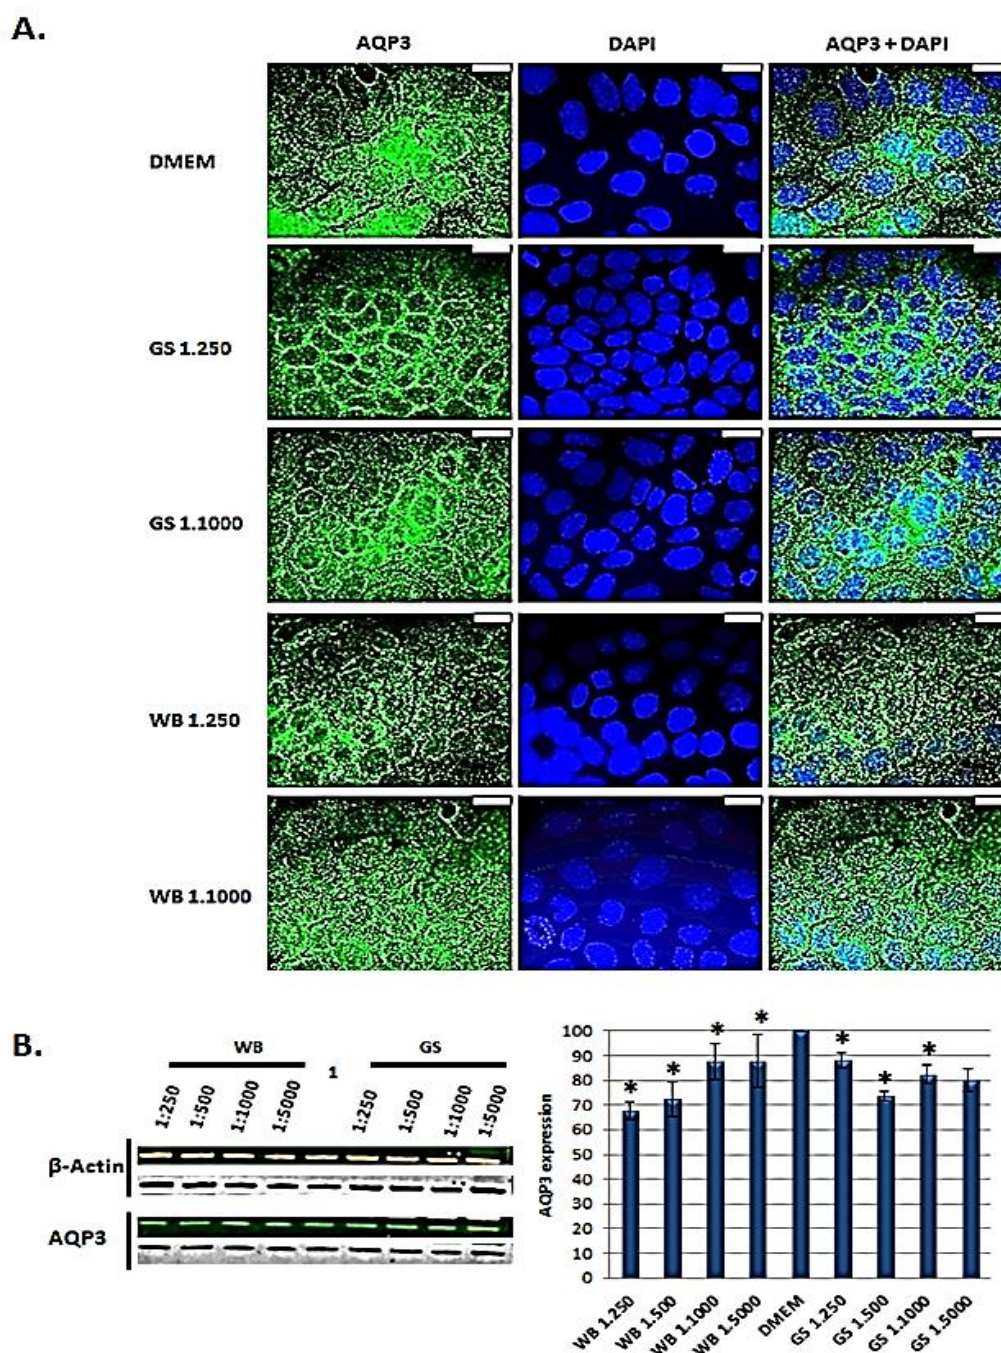 A.
AQP3 DAPI AQP3 + DAPI
DMEM
GS 1.250
GS 1.1000
WB 1.250
WB 1.1000
B.
WB 1 GS
1:250 1:500 1:1000 1:5000 1:250 1:500 1:1000 1:5000
β-Actin
AQP3
AQP3 expression
100
90
80
70
60
50
40
30
20
10
0
* * * * * * *
WB 1.250 WB 1.500 WB 1.1000 WB 1.5000 DMEM GS 1.250 GS 1.500 GS 1.1000 GS 1.5000